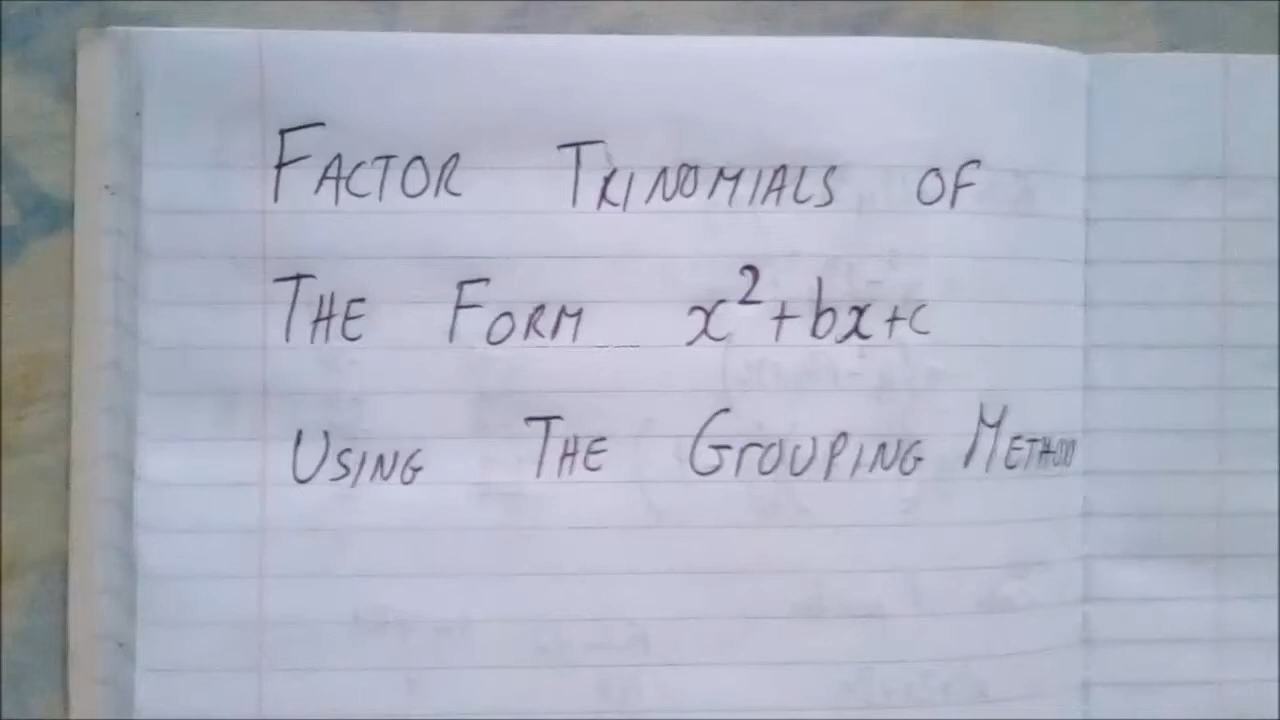 FACTOR TRINOMIALS OF
THE FORM x²+bx+c
USING THE GROUPING METHOD